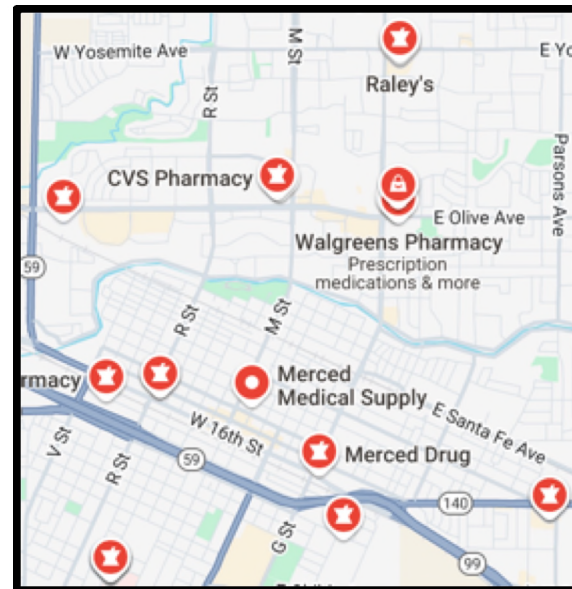 W Yosemite Ave
M St
E Yo
Raley's
R St
CVS Pharmacy
Parsons Ave
E Olive Ave
Walgreens Pharmacy
Prescription
medications & more
59
R St
M St
rmacy
Merced
Medical Supply
E Santa Fe Ave
W 16th St
V St
R St
59
Merced Drug
140
G St
99